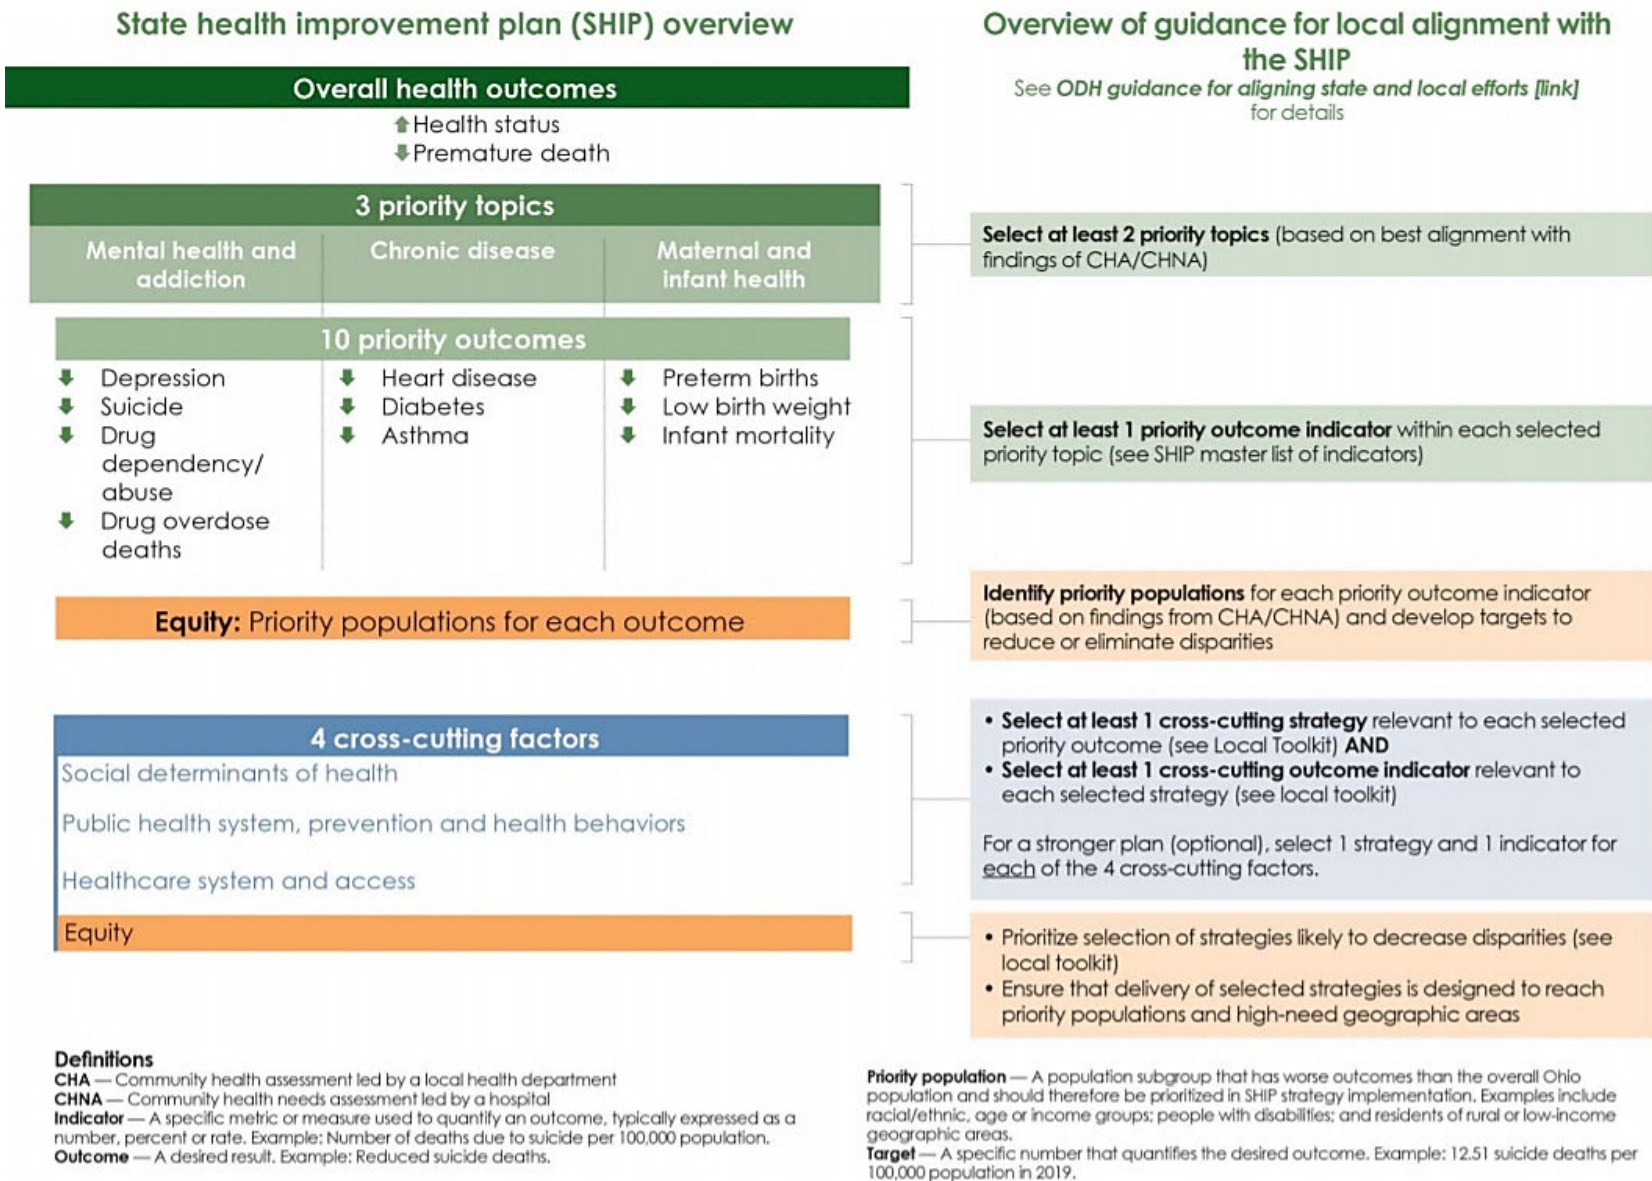 State health improvement plan (SHIP) overview
Overall health outcomes
Health status
Premature death
3 priority topics
Mental health and
addiction
Chronic disease
Maternal and
infant health
10 priority outcomes
Depression
Suicide
Drug
dependency/
abuse
Drug overdose
deaths
Heart disease
Diabetes
Asthma
Preterm births
Low birth weight
Infant mortality
Equity: Priority populations for each outcome
4 cross-cutting factors
Social determinants of health
Public health system, prevention and health behaviors
Healthcare system and access
Equity
Overview of guidance for local alignment with
the SHIP
See ODH guidance for aligning state and local efforts [link]
for details
Select at least 2 priority topics (based on best alignment with
findings of CHA/CHNA)
Select at least 1 priority outcome indicator within each selected
priority topic (see SHIP master list of indicators)
Identify priority populations for each priority outcome indicator
(based on findings from CHA/CHNA) and develop targets to
reduce or eliminate disparities
• Select at least 1 cross-cutting strategy relevant to each selected
priority outcome (see Local Toolkit) AND
• Select at least 1 cross-cutting outcome indicator relevant to
each selected strategy (see local toolkit)
For a stronger plan (optional), select 1 strategy and 1 indicator for
each of the 4 cross-cutting factors.
• Prioritize selection of strategies likely to decrease disparities (see
local toolkit)
• Ensure that delivery of selected strategies is designed to reach
priority populations and high-need geographic areas
Definitions
CHA — Community health assessment led by a local health department
CHNA — Community health needs assessment led by a hospital
Indicator — A specific metric or measure used to quantify an outcome, typically expressed as a
number, percent or rate. Example: Number of deaths due to suicide per 100,000 population.
Outcome — A desired result. Example: Reduced suicide deaths.
Priority population — A population subgroup that has worse outcomes than the overall Ohio
population and should therefore be prioritized in SHIP strategy implementation. Examples include
racial/ethnic, age or income groups; people with disabilities; and residents of rural or low-income
geographic areas.
Target — A specific number that quantifies the desired outcome. Example: 12.51 suicide deaths per
100,000 population in 2019.